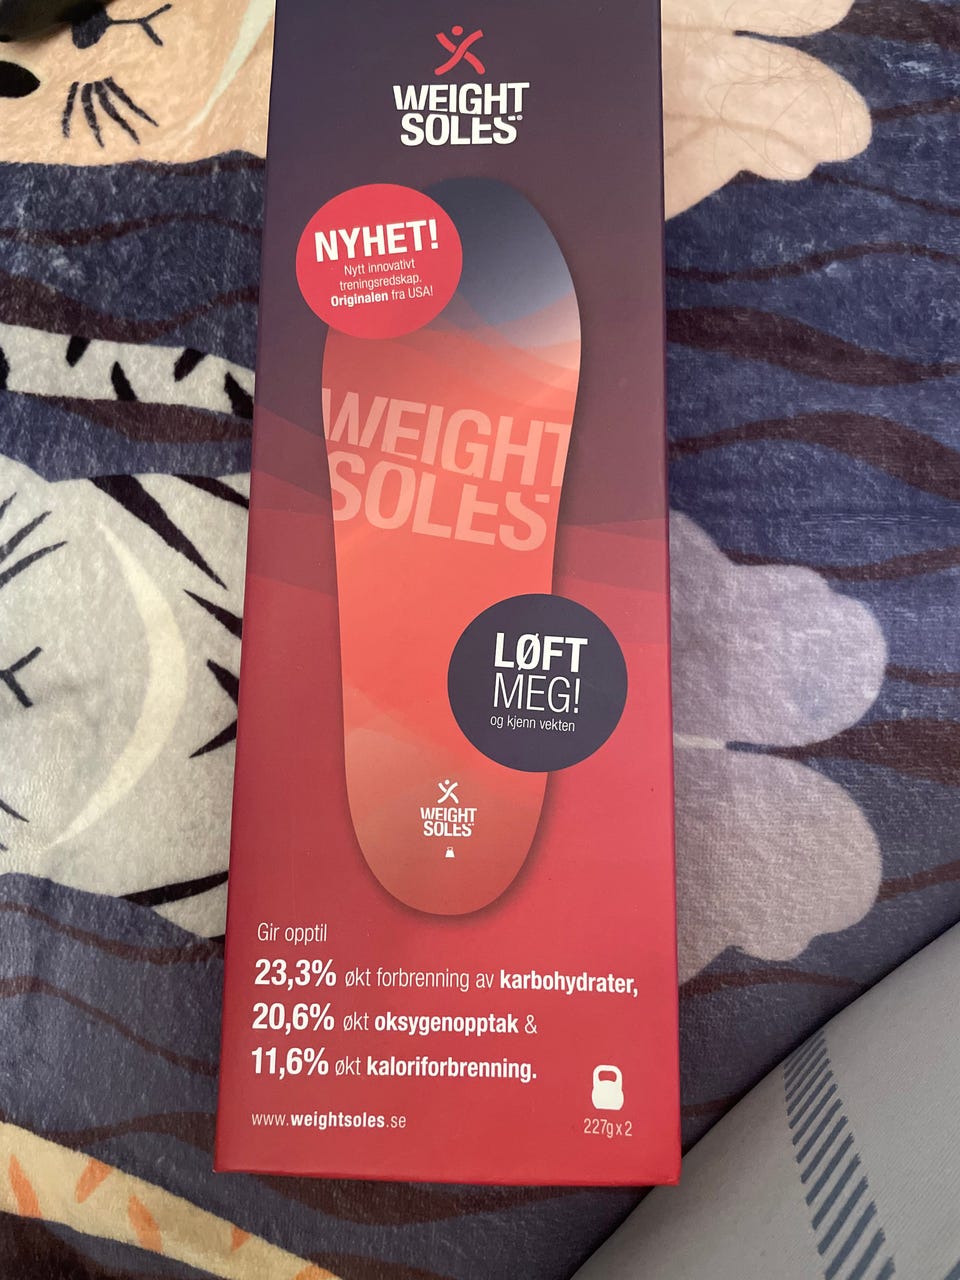 WEIGHT
SOLES®
NYHET!
Nytt innovativt
treningsredskap.
Originalen fra USA!
WEIGHT
SOLES
LØFT
MEG!
og kjenn vekten
WEIGHT
SOLES
Gir opptil
23,3% økt forbrenning av karbohydrater,
20,6% økt oksygenopptak &
11,6% økt kaloriforbrenning.
www.weightsoles.se
227g x 2